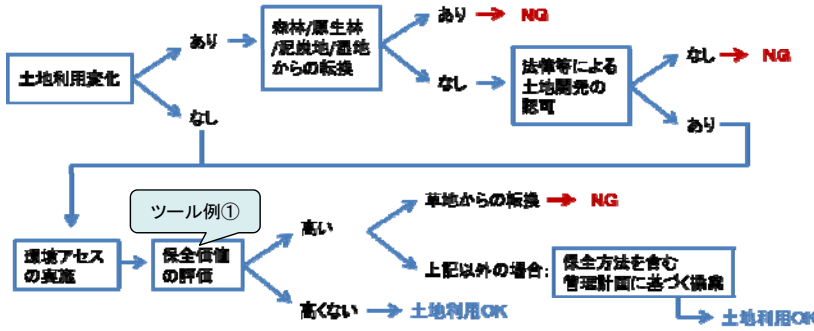 森林/原生林
/泥炭地/湿地
からの転換
あり
NG
あり
土地利用変化
なし
法律等による
土地開発の
認可
なし
NG
なし
あり
ツール例①
環境アセス
の実施
保全価値
の評価
高い
草地からの転換
NG
上記以外の場合:
保全方法を含む
管理計画に基づく操業
土地利用OK
高くない
土地利用OK